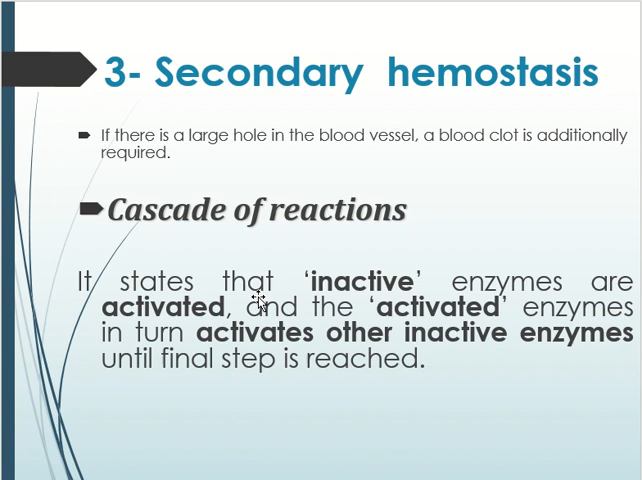 3- Secondary hemostasis
If there is a large hole in the blood vessel, a blood clot is additionally
required.
Cascade of reactions
It states that ‘inactive’ enzymes are
activated, and the ‘activated’ enzymes
in turn activates other inactive enzymes
until final step is reached.